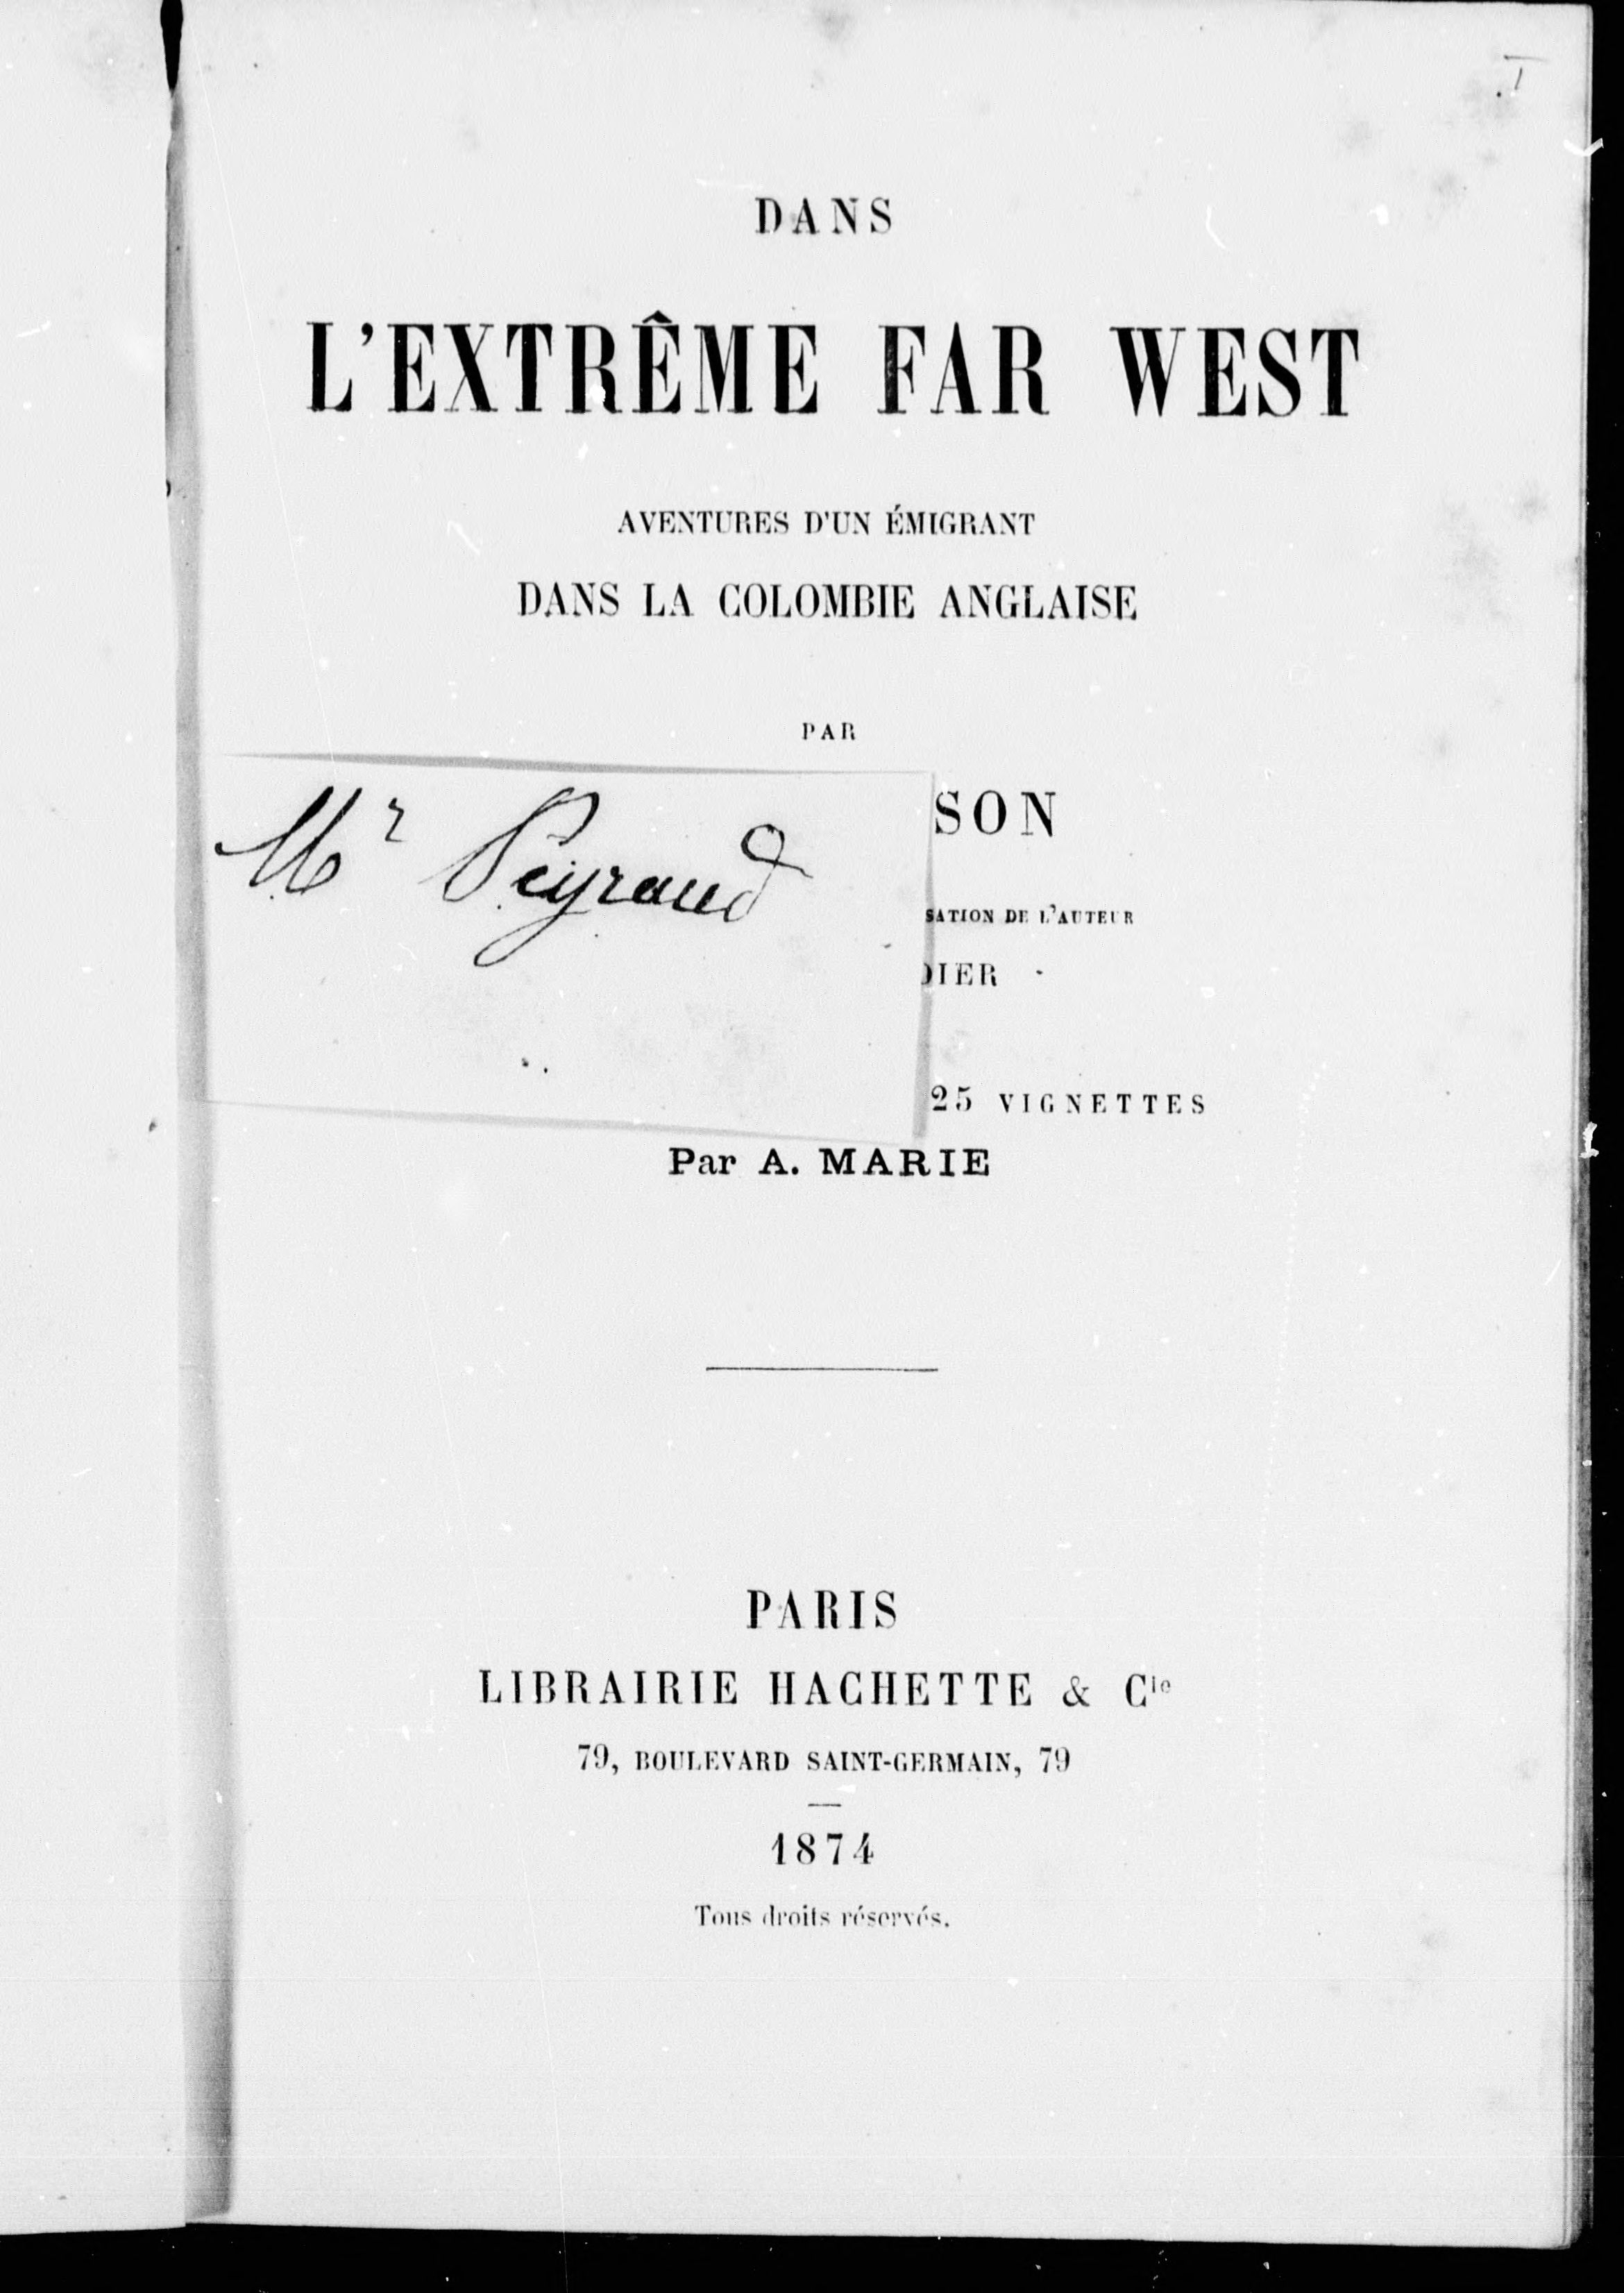 DANS
L'EXTRÊME FAR WEST
AVENTURES D'UN ÉMIGRANT
DANS LA COLOMBIE ANGLAISE
PAR
SON
Mr Peyraud
SATION DE L'AUTEUR
DIER
25 VIGNETTES
Par A. MARIE
PARIS
LIBRAIRIE HACHETTE & Cie
79, BOULEVARD SAINT-GERMAIN, 79
1874
Tous droits réservés.